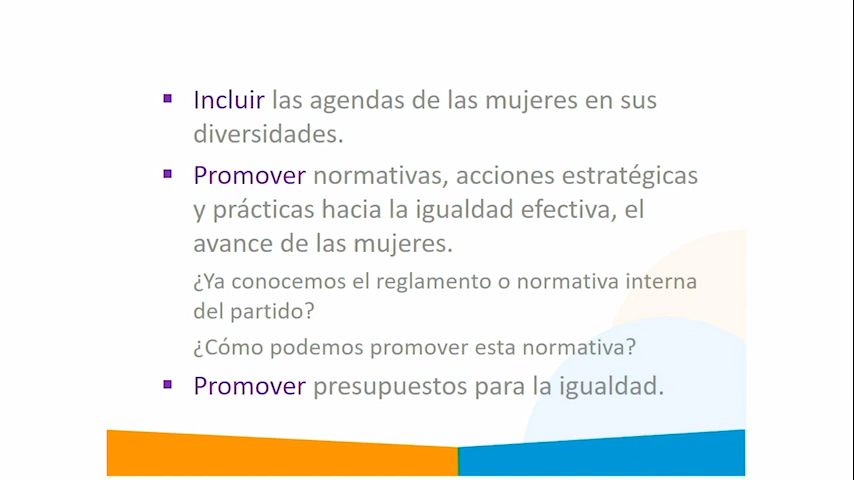 ▪ Incluir las agendas de las mujeres en sus
diversidades.
▪ Promover normativas, acciones estratégicas
y prácticas hacia la igualdad efectiva, el
avance de las mujeres.
¿Ya conocemos el reglamento o normativa interna
del partido?
¿Cómo podemos promover esta normativa?
▪ Promover presupuestos para la igualdad.